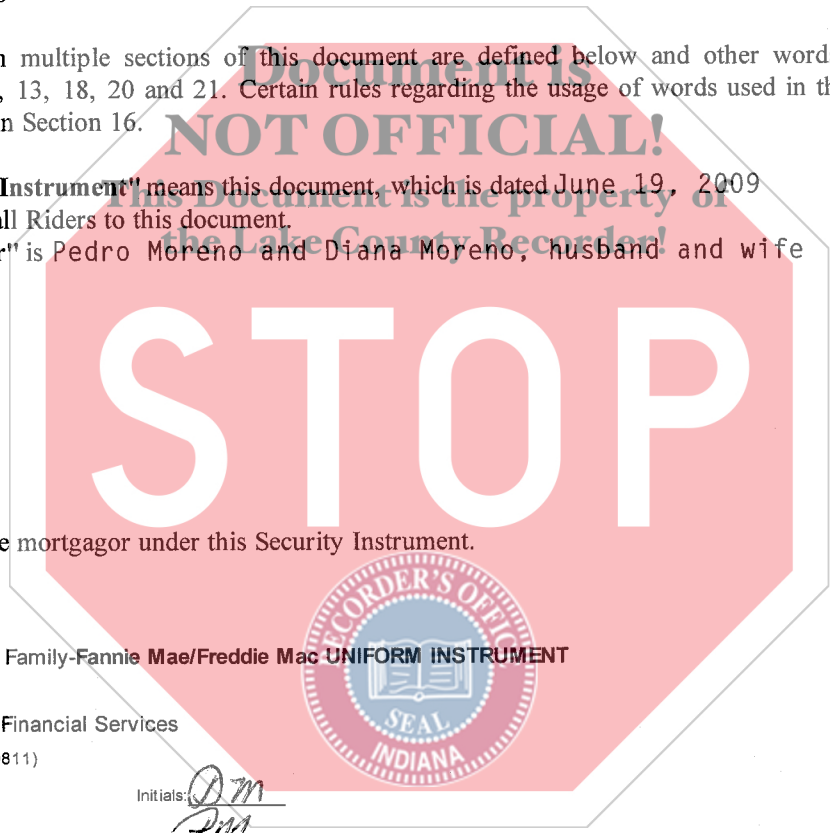 multiple sections of this document are defined below and other word
, 13, 18, 20 and 21. Certain rules regarding the usage of words used in th
n Section 16.
Document is
NOT OFFICIAL!
This Document is the property of
the Lake County Recorder!
Instrument" means this document, which is dated June 19, 2009
ll Riders to this document.
r" is Pedro Moreno and Diana Moreno, husband and wife
STOP
e mortgagor under this Security Instrument.
RECORDER'S OFFICE
SEAL
INDIANA
Family-Fannie Mae/Freddie Mac UNIFORM INSTRUMENT
Financial Services
811)
Initials: DM
PM